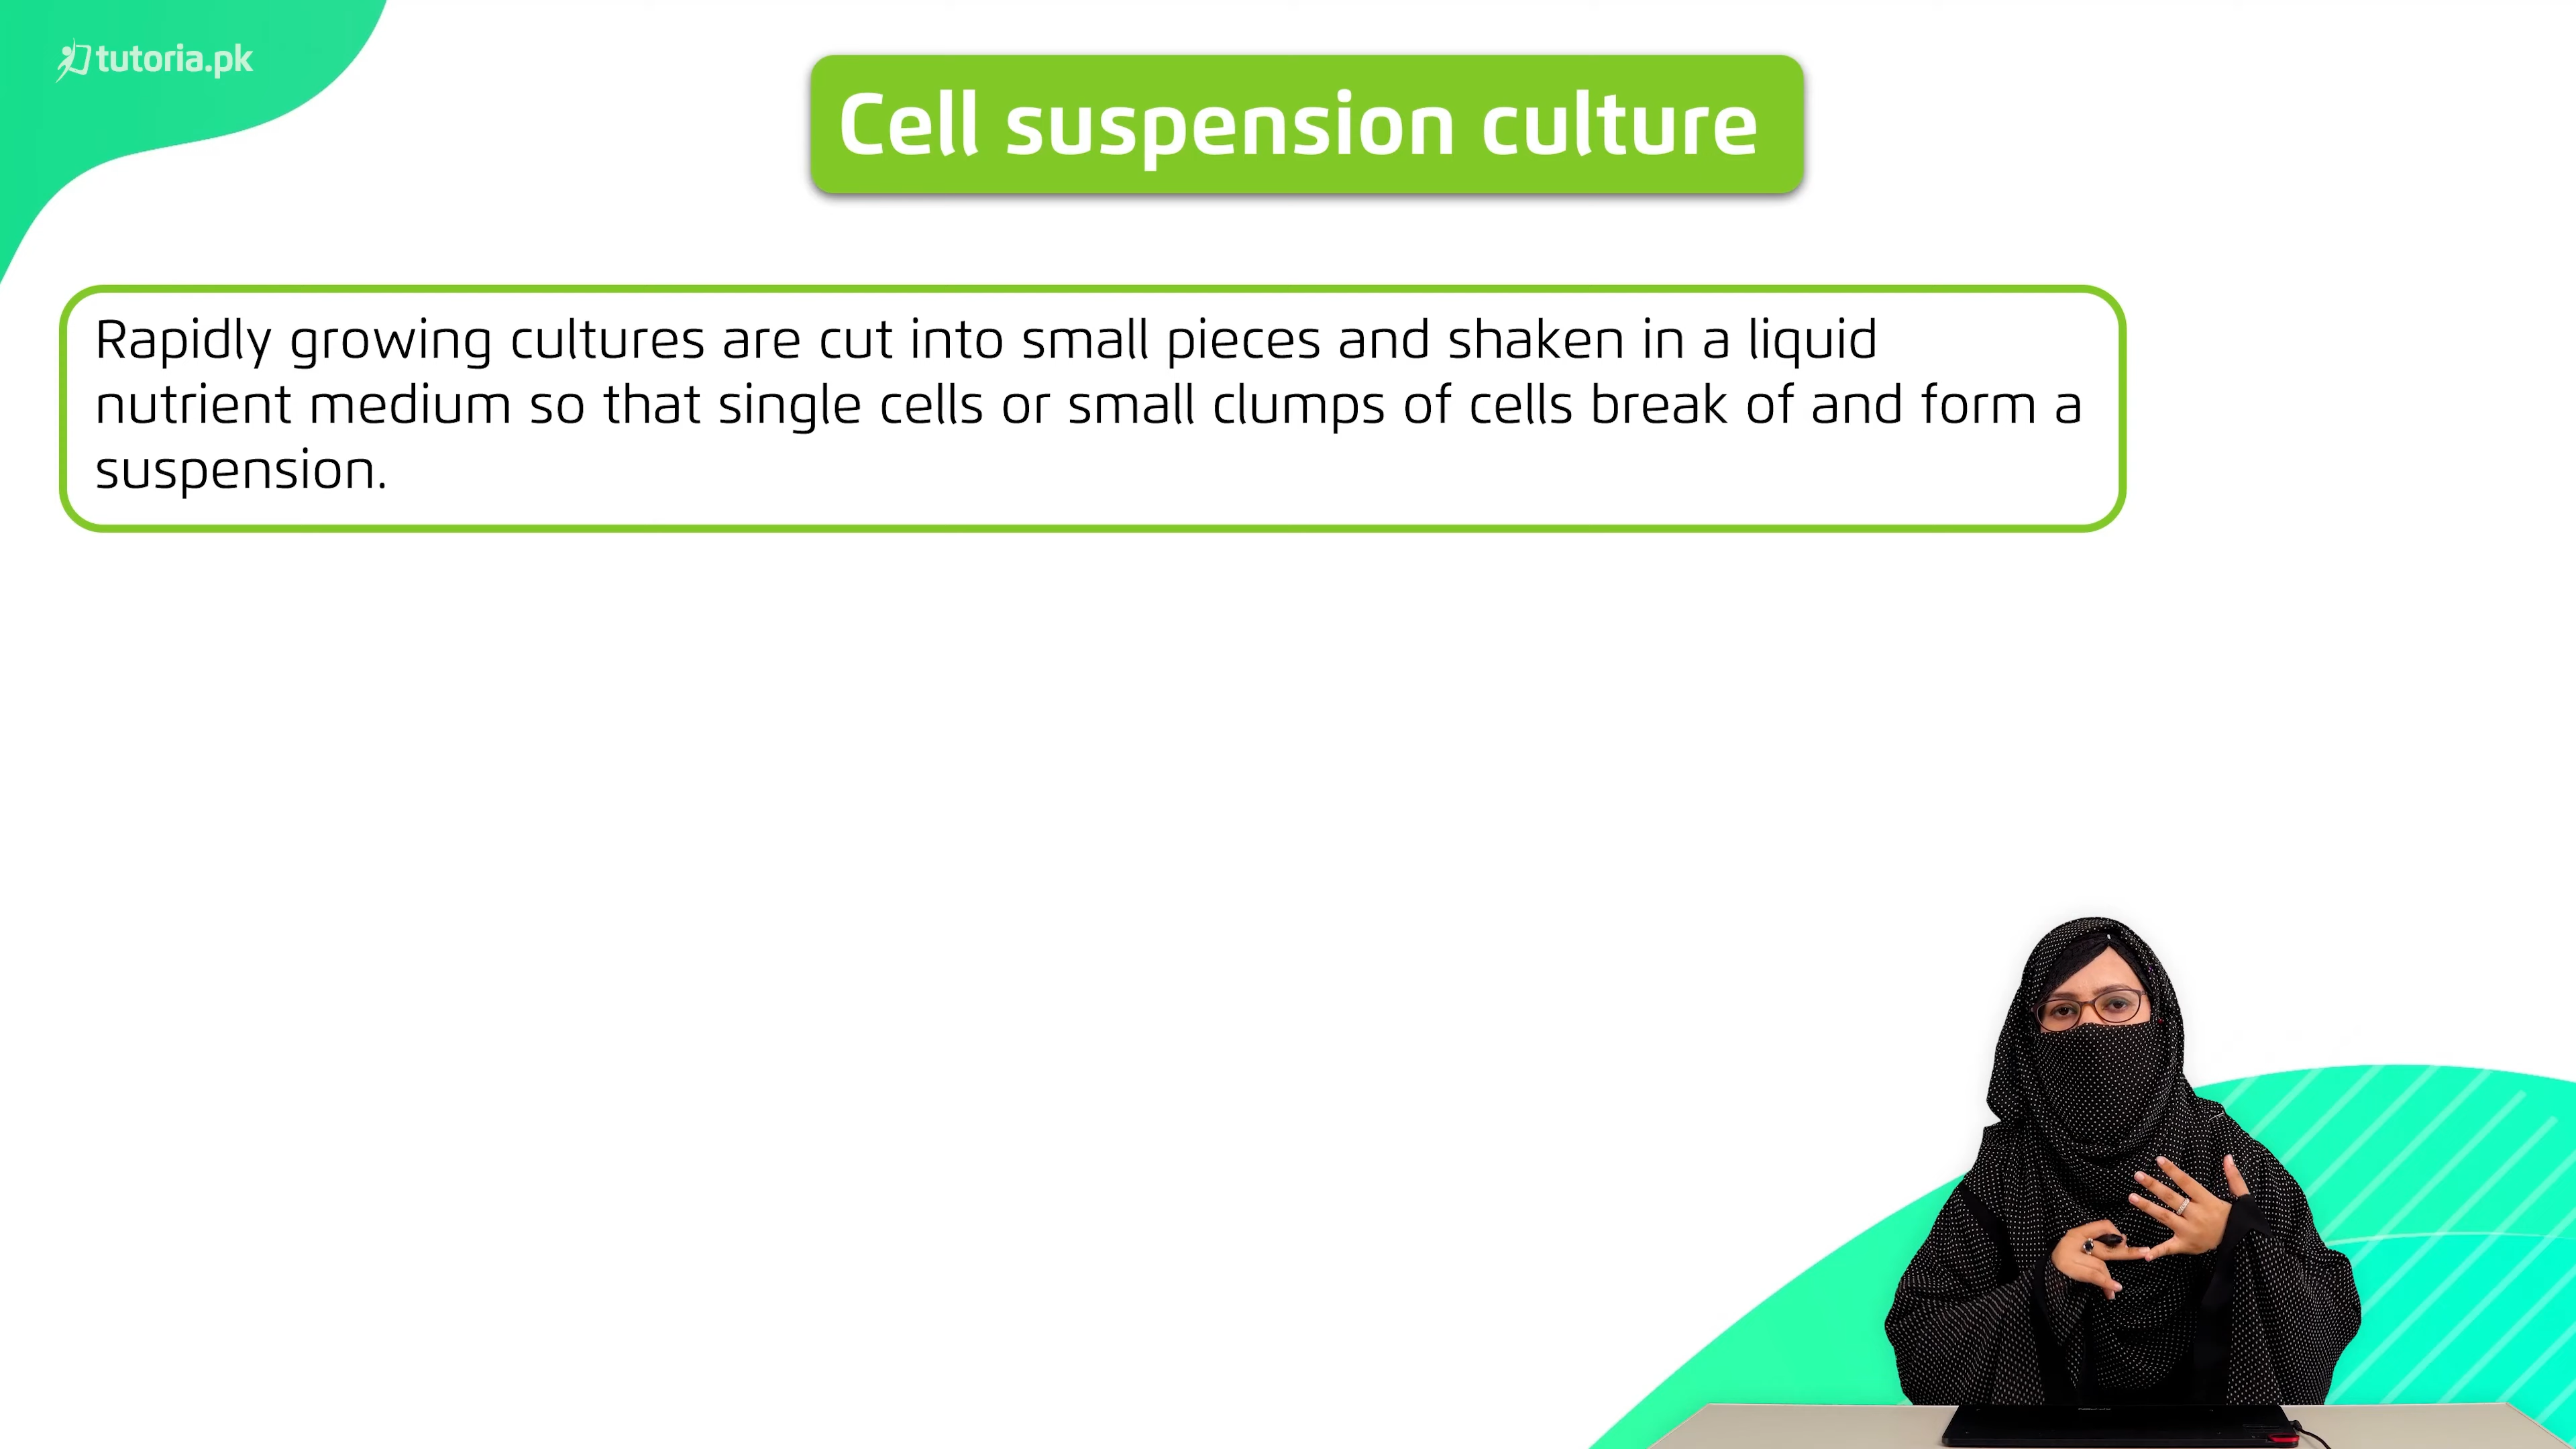 tutoria.pk
Cell suspension culture
Rapidly growing cultures are cut into small pieces and shaken in a liquid
nutrient medium so that single cells or small clumps of cells break of and form a
suspension.